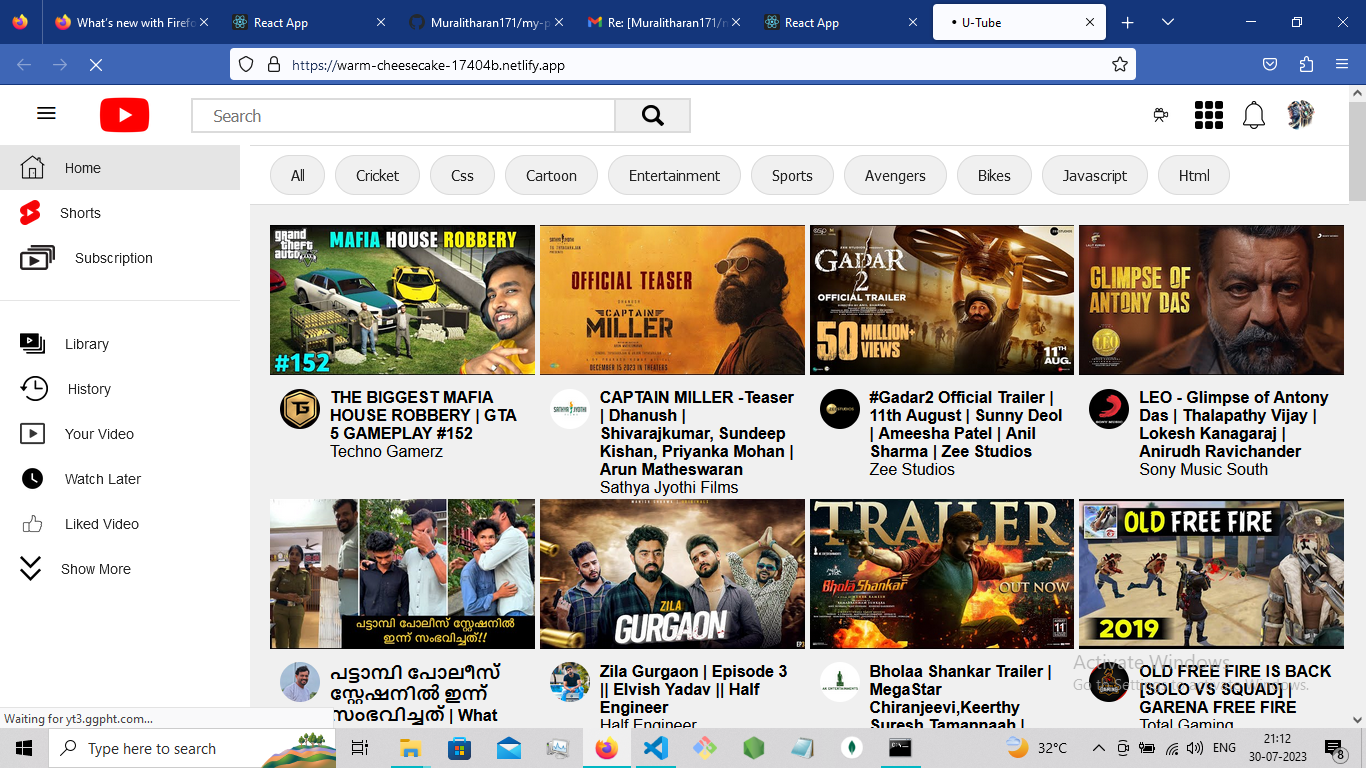 What's new with Firefo
React App
Muralitharan171/my-p
Re: [Muralitharan171/m
React App
• U-Tube
https://warm-cheesecake-17404b.netlify.app
Search
Home
Shorts
Subscription
Library
History
Your Video
Watch Later
Liked Video
Show More
All
Cricket
Css
Cartoon
Entertainment
Sports
Avengers
Bikes
Javascript
Html
grand
theft
auto
MAFIA HOUSE ROBBERY
#152
OFFICIAL TEASER
CAPTAIN
MILLER
DECEMBER 15 2023 IN THEATERS
GADAR
2
OFFICIAL TRAILER
50 MILLION+
VIEWS
11TH
AUG.
GLIMPSE OF
ANTONY DAS
LEO
THE BIGGEST MAFIA
HOUSE ROBBERY | GTA
5 GAMEPLAY #152
Techno Gamerz
CAPTAIN MILLER -Teaser
| Dhanush |
Shivarajkumar, Sundeep
Kishan, Priyanka Mohan |
Arun Matheswaran
Sathya Jyothi Films
#Gadar2 Official Trailer |
11th August | Sunny Deol
| Ameesha Patel | Anil
Sharma | Zee Studios
Zee Studios
LEO - Glimpse of Antony
Das | Thalapathy Vijay |
Lokesh Kanagaraj |
Anirudh Ravichander
Sony Music South
പട്ടാമ്പി പോലീസ് സ്റ്റേഷനിൽ
ഇന്ന് സംഭവിച്ചത്!!
ZILA
GURGAON
EP3
TRAILER
Bhola Shankar
OUT NOW
AUGUST
11
OLD FREE FIRE
2019
പട്ടാമ്പി പോലീസ്
സ്റ്റേഷനിൽ ഇന്ന്
സംഭവിച്ചത് | What
Zila Gurgaon | Episode 3
|| Elvish Yadav || Half
Engineer
Half Engineer
Bholaa Shankar Trailer |
MegaStar
Chiranjeevi,Keerthy
Suresh,Tamannaah |
OLD FREE FIRE IS BACK
[SOLO VS SQUAD] |
GARENA FREE FIRE
Total Gaming
Activate Windows
Go to Settings to activate Windows.
Waiting for yt3.ggpht.com...
Type here to search
32°C
ENG
21:12
30-07-2023
8